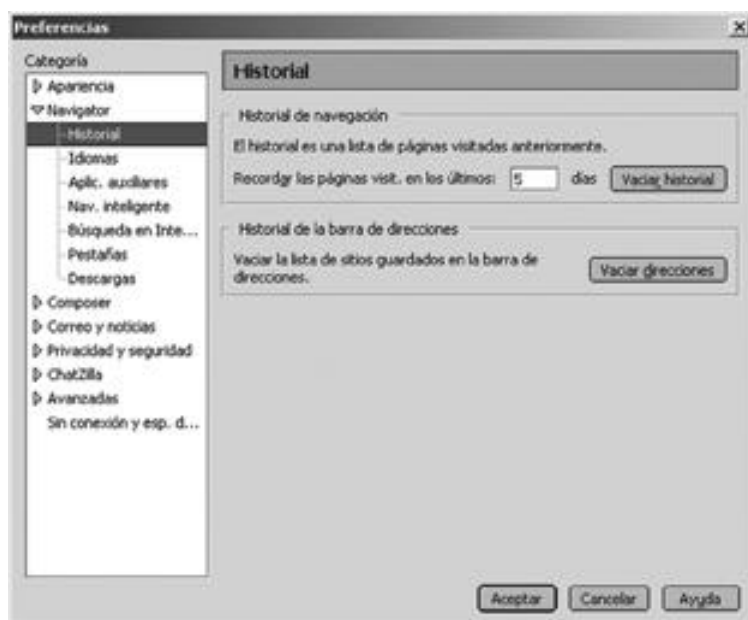 Preferencias
Categoría
Apariencia
Navigator
Historial
Idiomas
Aplic. auxiliares
Nav. inteligente
Búsqueda en Inte...
Pestañas
Descargas
Composer
Correo y noticias
Privacidad y seguridad
ChatZilla
Avanzadas
Sin conexión y esp. d...
Historial
Historial de navegación
El historial es una lista de páginas visitadas anteriormente.
Recordar las páginas visit. en los últimos: 5 días Vaciar historial
Historial de la barra de direcciones
Vaciar la lista de sitios guardados en la barra de
direcciones.
Vaciar direcciones
Aceptar Cancelar Ayuda